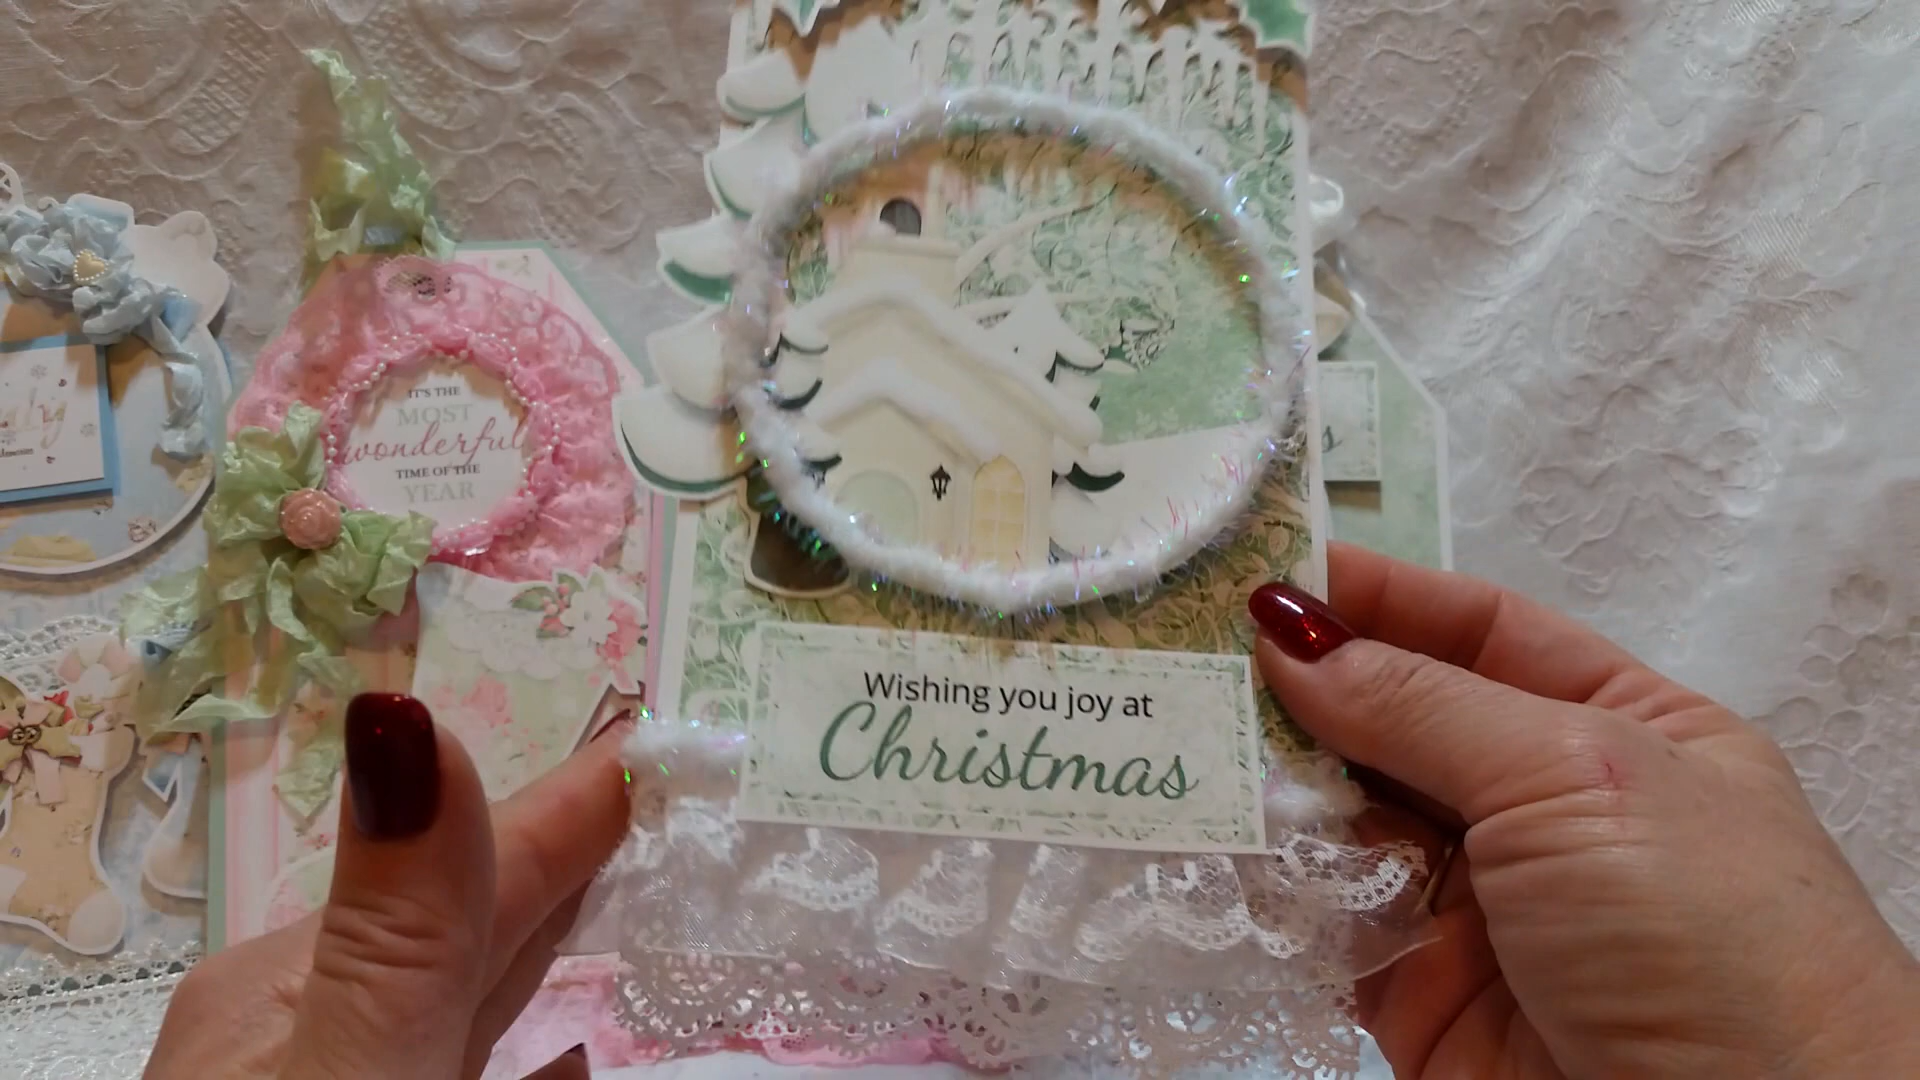 IT'S THE
MOST
wonderful
TIME OF THE
YEAR
Wishing you joy at
Christmas